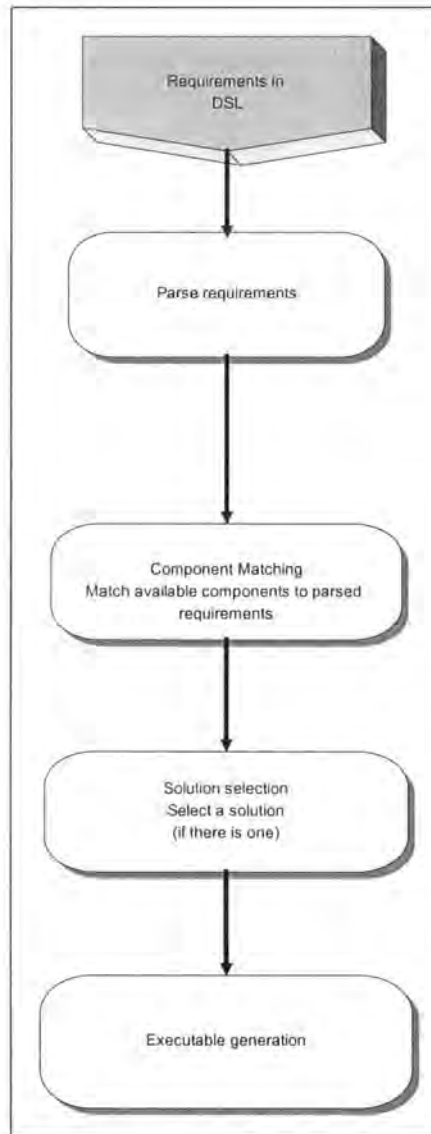 Requirements in
DSL
Parse requirements
Component Matching
Match available components to parsed
requirements
Solution selection
Select a solution
(if there is one)
Executable generation